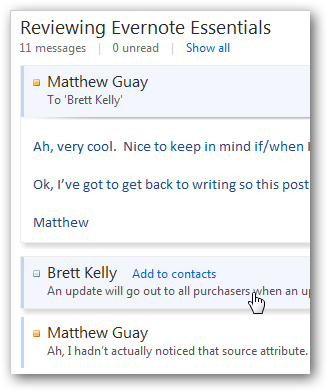 Reviewing Evernote Essentials
11 messages | 0 unread | Show all
Matthew Guay
To 'Brett Kelly'
Ah, very cool. Nice to keep in mind if/when I
Ok, I've got to get back to writing so this post
Matthew
Brett Kelly Add to contacts
An update will go out to all purchasers when an up
Matthew Guay
Ah, I hadn't actually noticed that source attribute.